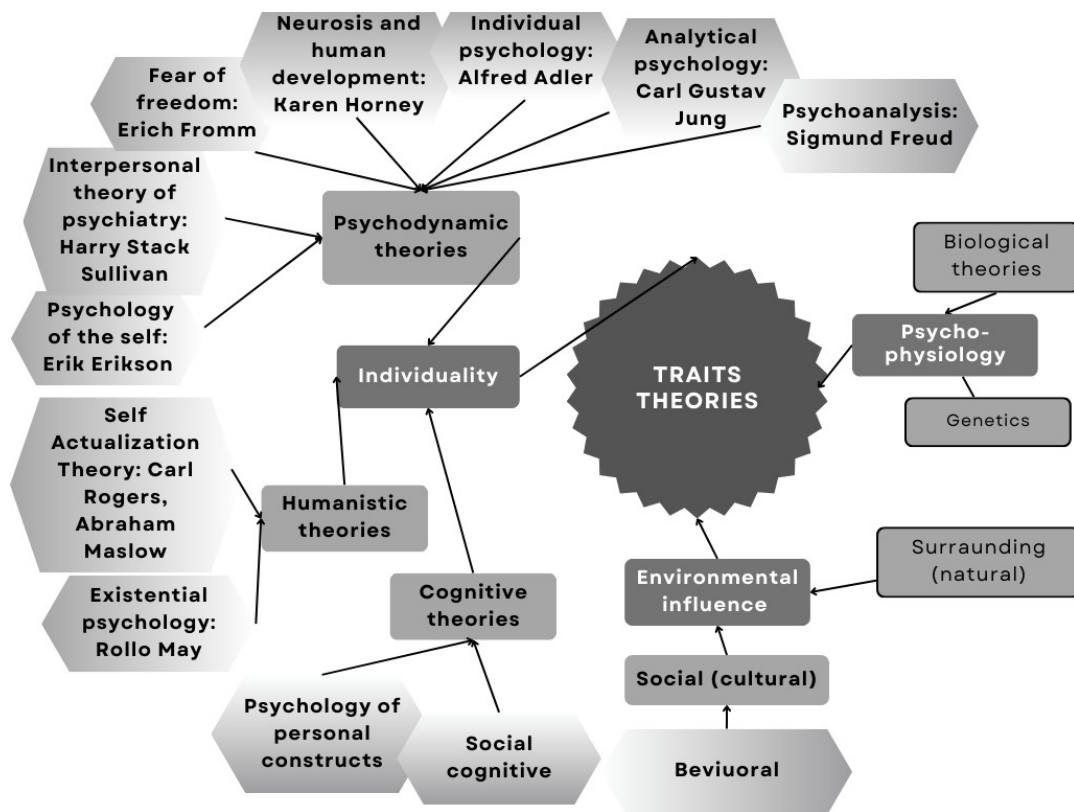 Neurosis and
human
development:
Karen Horney
Individual
psychology:
Alfred Adler
Analytical
psychology:
Carl Gustav
Jung
Fear of
freedom:
Erich Fromm
Psychoanalysis:
Sigmund Freud
Interpersonal
theory of
psychiatry:
Harry Stack
Sullivan
Psychodynamic
theories
Biological
theories
Psychology
of the self:
Erik Erikson
Psycho-
physiology
Individuality
TRAITS
THEORIES
Genetics
Self
Actualization
Theory: Carl
Rogers,
Abraham
Maslow
Humanistic
theories
Surraunding
(natural)
Existential
psychology:
Rollo May
Cognitive
theories
Environmental
influence
Social (cultural)
Psychology of
personal
constructs
Social
cognitive
Beviuoral